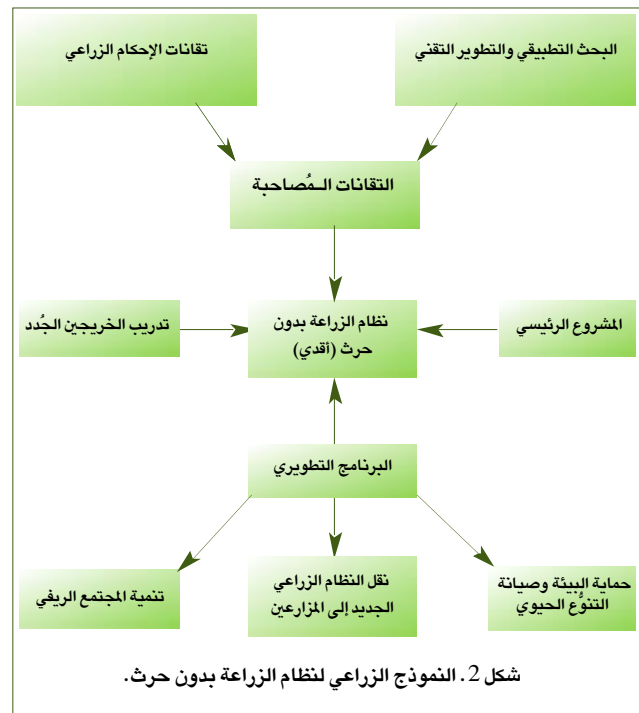 البحث التطبيقي والتطوير التقني
تقانات الإحكام الزراعي
التقانات الـمُصاحبة
المشروع الرئيسي
نظام الزراعة بدون
حرث (أقدي)
تدريب الخريجين الجُدد
البرنامج التطويري
حماية البيئة وصيانة
التنوُّع الحيوي
نقل النظام الزراعي
الجديد إلى المزارعين
تنمية المجتمع الريفي
شكل 2. النموذج الزراعي لنظام الزراعة بدون حرث.